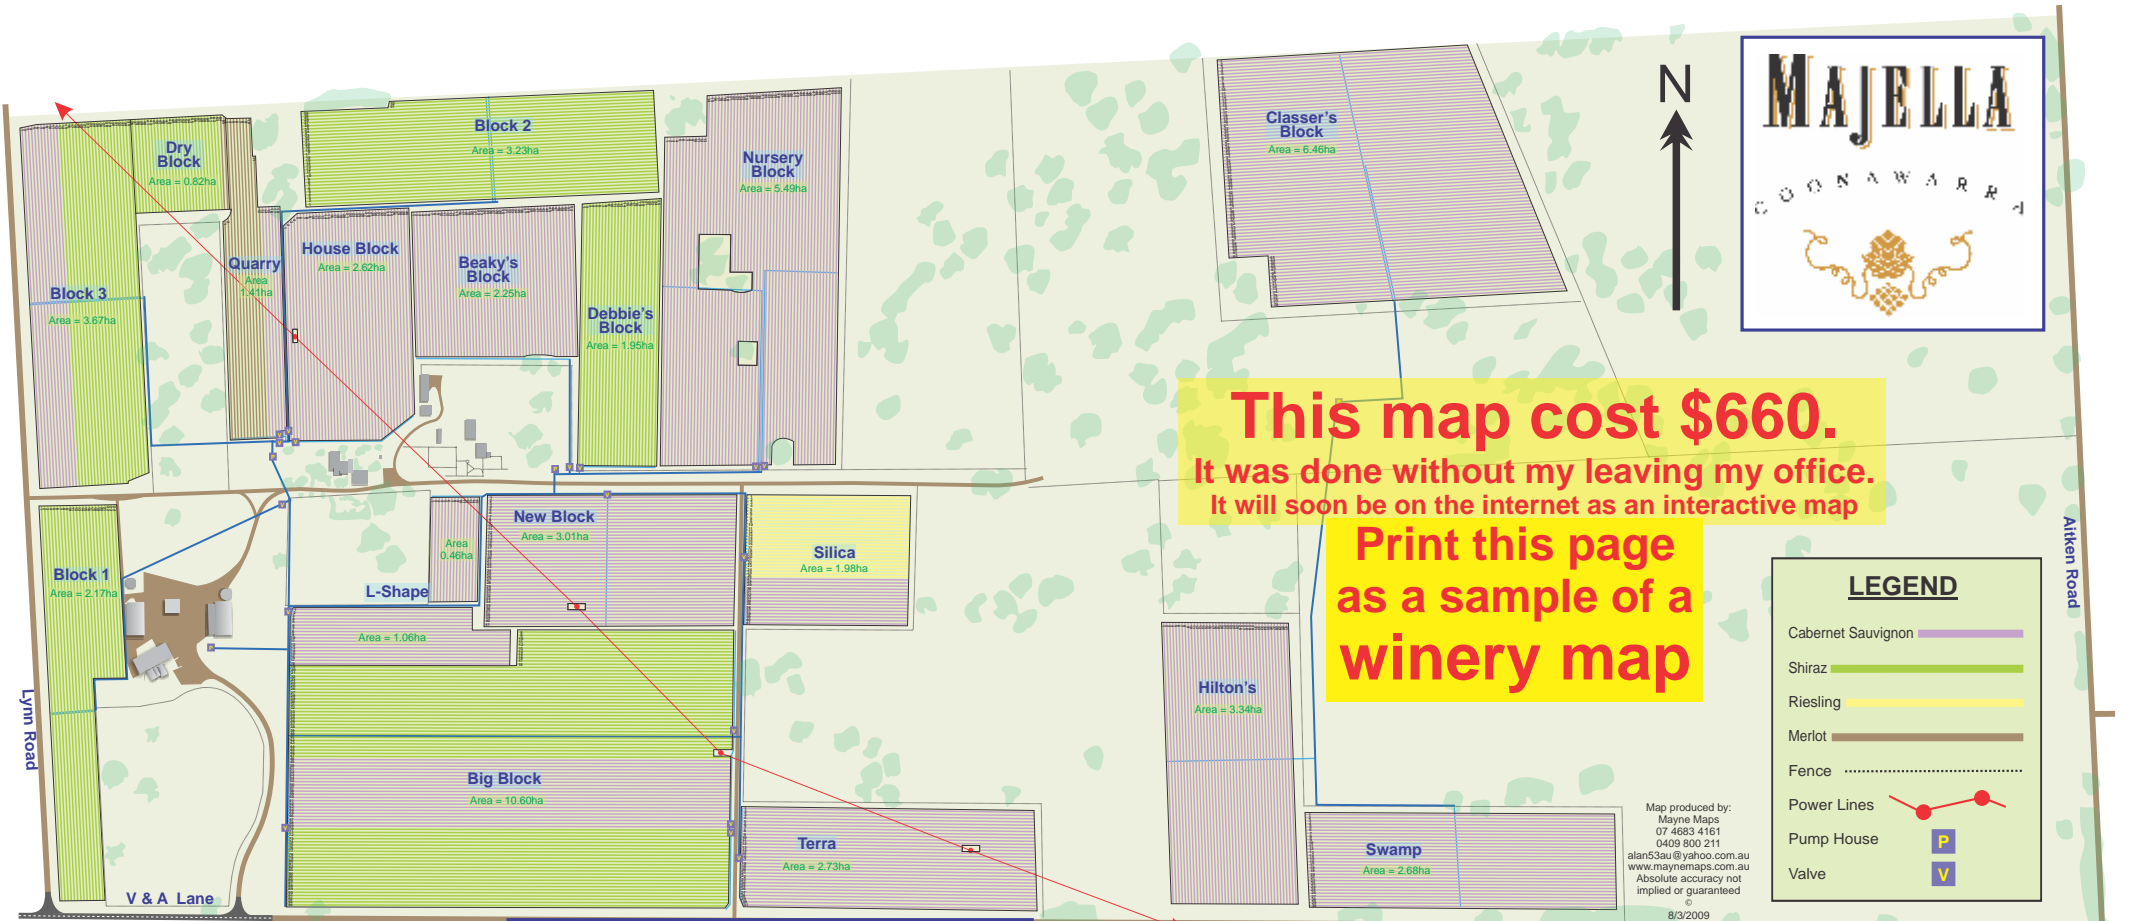 MAJELLA
COONAWARRA
N
Dry
Block
Area = 0.82ha
Block 2
Area = 3.23ha
Nursery
Block
Area = 5.49ha
Classer's
Block
Area = 6.46ha
Block 3
Area = 3.67ha
Quarry
Area
1.41ha
House Block
Area = 2.62ha
Beaky's
Block
Area = 2.25ha
Debbie's
Block
Area = 1.95ha
This map cost $660.
It was done without my leaving my office.
It will soon be on the internet as an interactive map
Print this page
as a sample of a
winery map
Block 1
Area = 2.17ha
Area
0.46ha
L-Shape
Area = 1.06ha
New Block
Area = 3.01ha
Silica
Area = 1.98ha
Big Block
Area = 10.60ha
Terra
Area = 2.73ha
Hilton's
Area = 3.34ha
Swamp
Area = 2.68ha
Lynn Road
V & A Lane
Aitken Road
LEGEND
Cabernet Sauvignon
Shiraz
Riesling
Merlot
Fence
Power Lines
Pump House P
Valve V
Map produced by:
Mayne Maps
07 4683 4161
0409 800 211
alan53au@yahoo.com.au
www.maynemaps.com.au
Absolute accuracy not
implied or guaranteed
©
8/3/2009